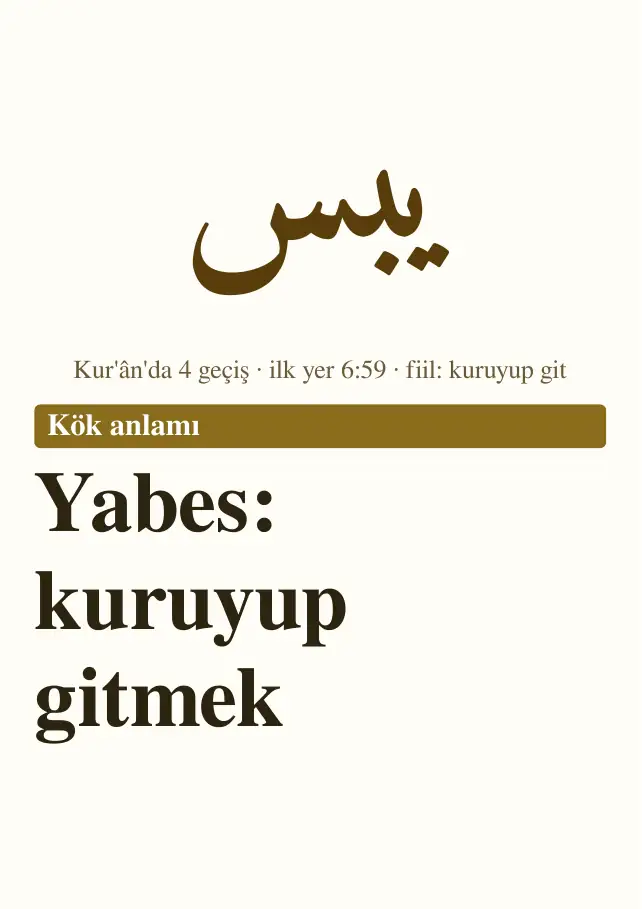 يبس
Kur'ân'da 4 geçiş · ilk yer 6:59 · fiil: kuruyup git
Kök anlamı
Yabes:
kuruyup
gitmek